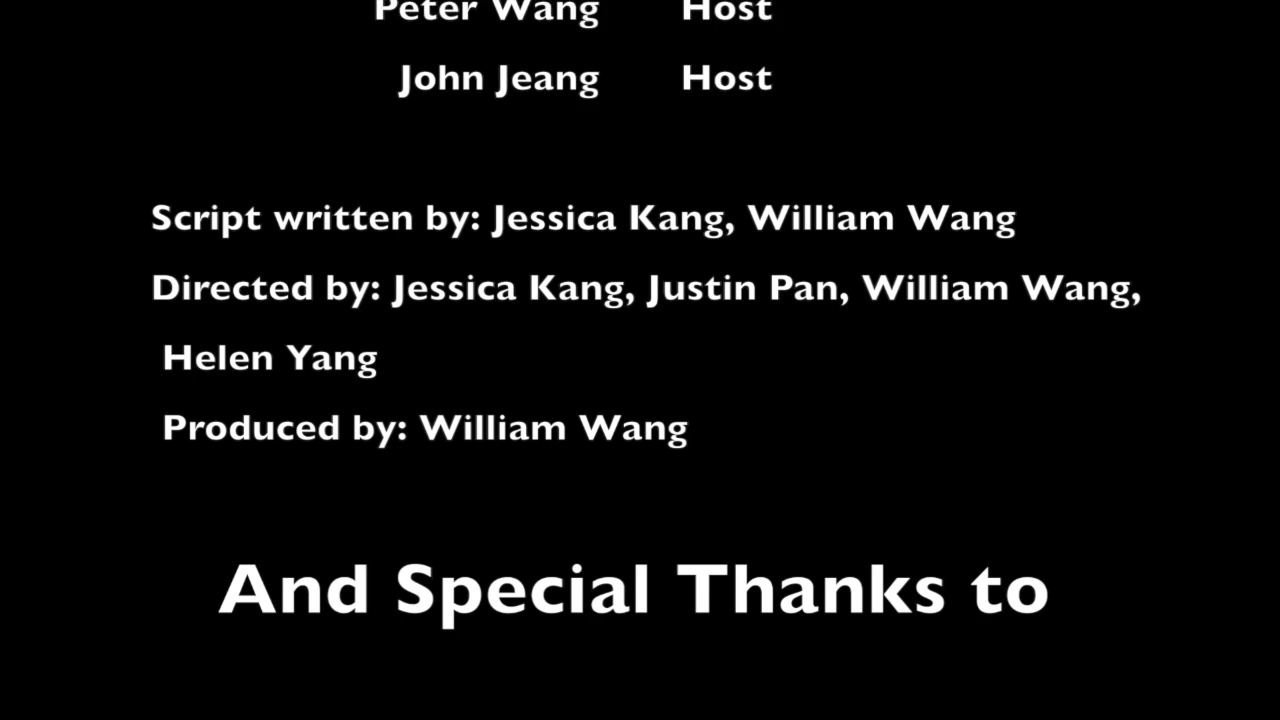 Peter Wang Host
John Jeang Host
Script written by: Jessica Kang, William Wang
Directed by: Jessica Kang, Justin Pan, William Wang,
Helen Yang
Produced by: William Wang
And Special Thanks to